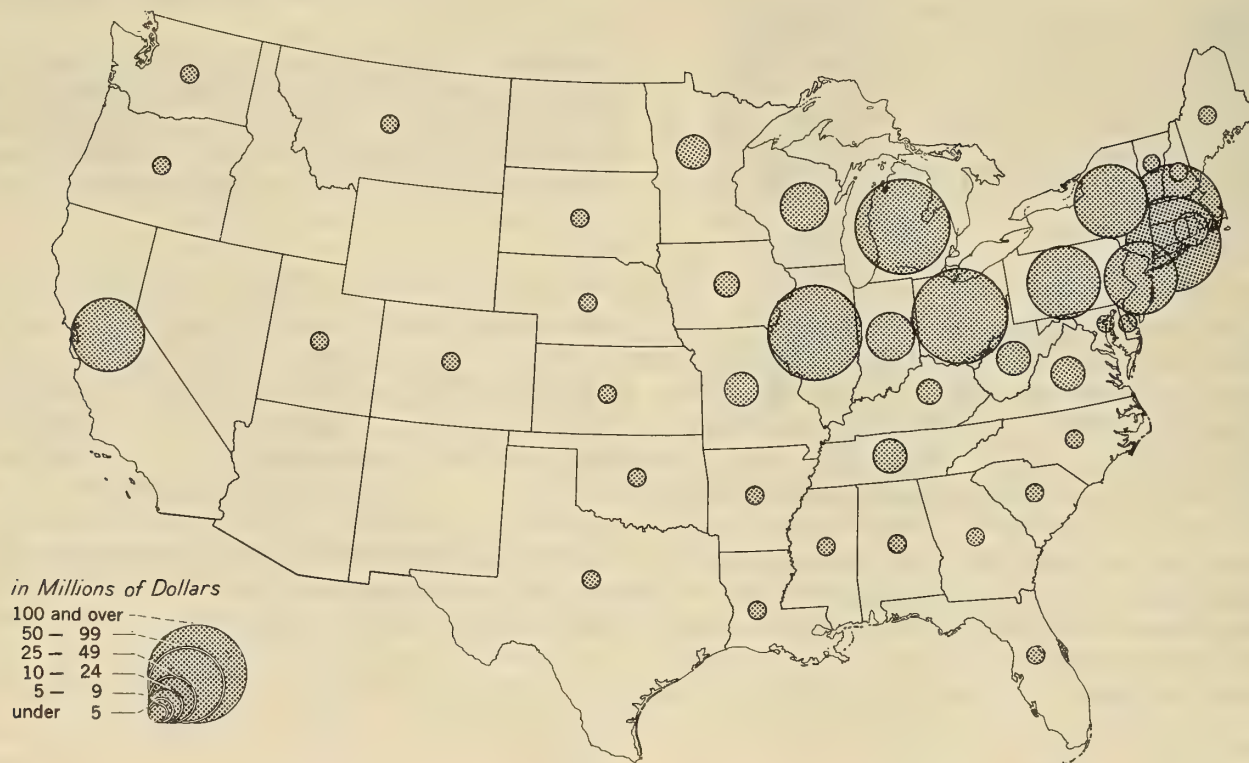 in Millions of Dollars
100 and over
50 – 99
25 – 49
10 – 24
5 – 9
under 5